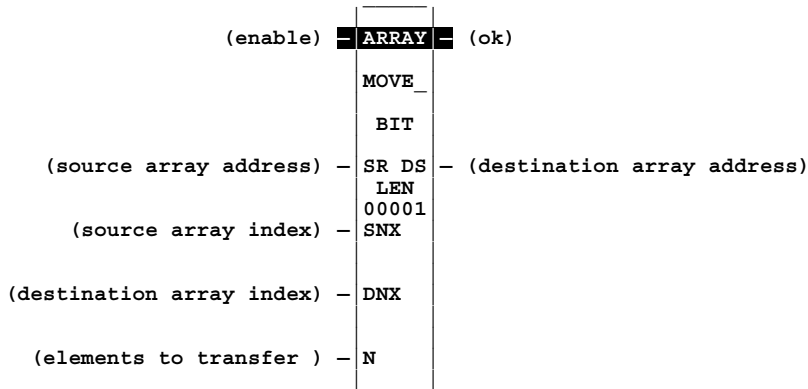 (enable) ARRAY (ok)
MOVE_
BIT
(source array address) SR DS (destination array address)
LEN
00001
(source array index) SNX
(destination array index) DNX
(elements to transfer ) N